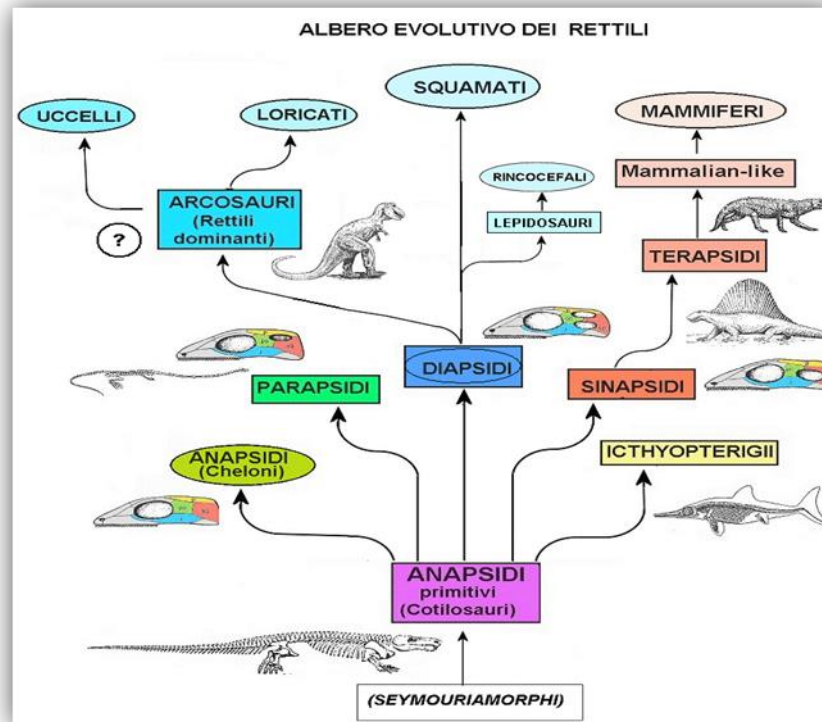 ALBERO EVOLUTIVO DEI RETTILI
SQUAMATI
UCCELLI
LORICATI
MAMMIFERI
RINCOCEFALI
Mammalian-like
ARCOSAURI
(Rettili
dominanti)
LEPIDOSAURI
?
TERAPSIDI
DIAPSIDI
PARAPSIDI
SINAPSIDI
ANAPSIDI
(Cheloni)
ICTHYOPTERIGII
ANAPSIDI
primitivi
(Cotilosauri)
(SEYMOURIAMORPHI)